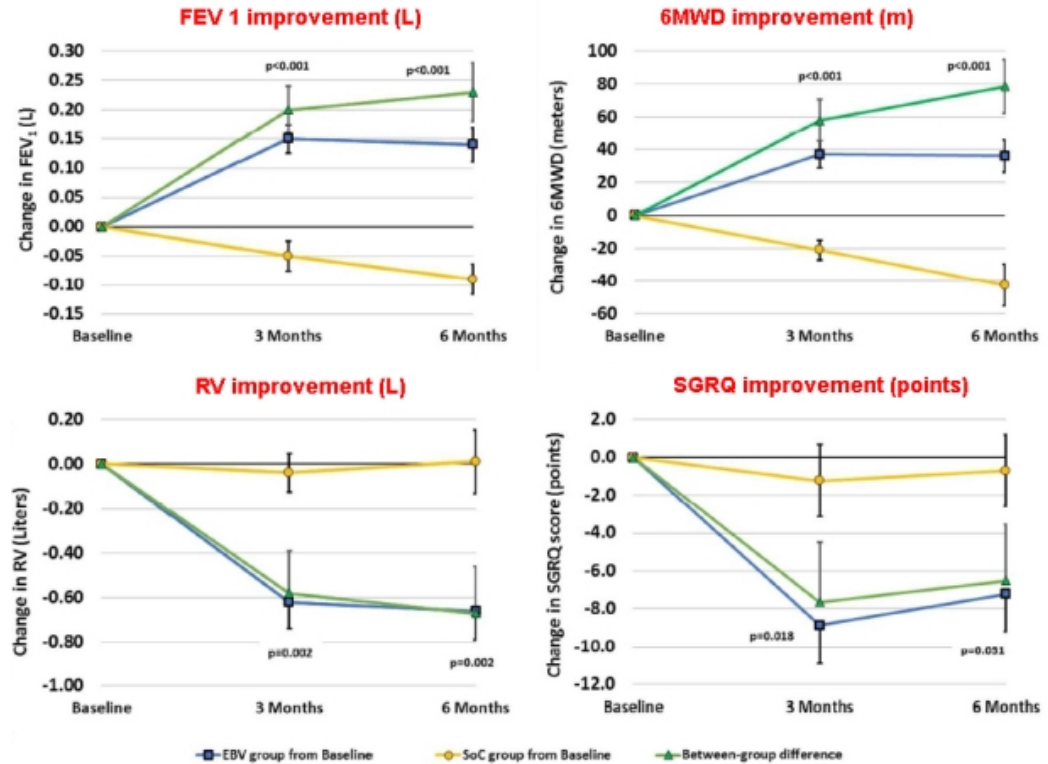 FEV 1 improvement (L)
Change in FEV1 (L)
0.30
0.25
0.20
0.15
0.10
0.05
0.00
-0.05
-0.10
-0.15
p<0.001
p<0.001
Baseline
3 Months
6 Months
6MWD improvement (m)
Change in 6MWD (meters)
100
80
60
40
20
0
-20
-40
-60
p<0.001
p<0.001
Baseline
3 Months
6 Months
RV improvement (L)
Change in RV (Liters)
0.20
0.00
-0.20
-0.40
-0.60
-0.80
-1.00
p=0.002
p=0.002
Baseline
3 Months
6 Months
SGRQ improvement (points)
Change in SGRQ score (points)
2.0
0.0
-2.0
-4.0
-6.0
-8.0
-10.0
-12.0
p=0.018
p=0.031
Baseline
3 Months
6 Months
EBV group from Baseline
SoC group from Baseline
Between-group difference